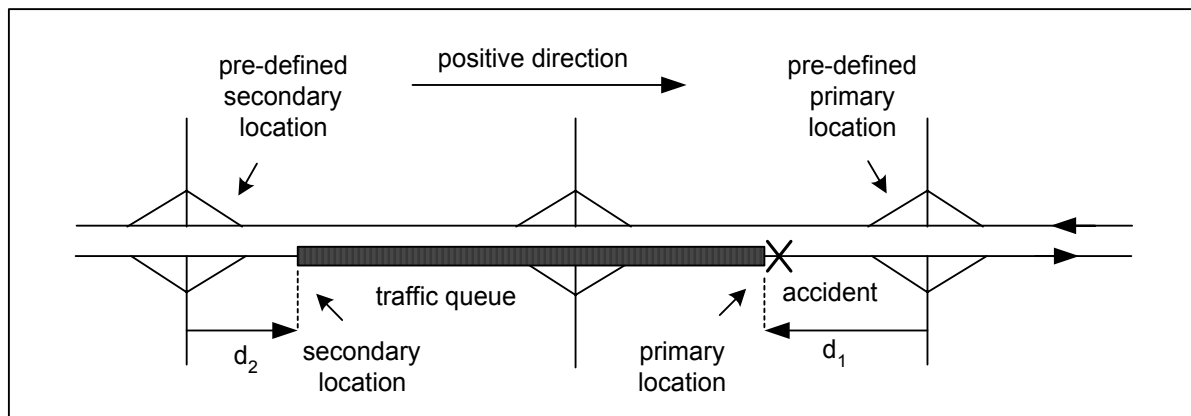 pre-defined
secondary
location
positive direction
pre-defined
primary
location
traffic queue
accident
d2
secondary
location
primary
location
d1